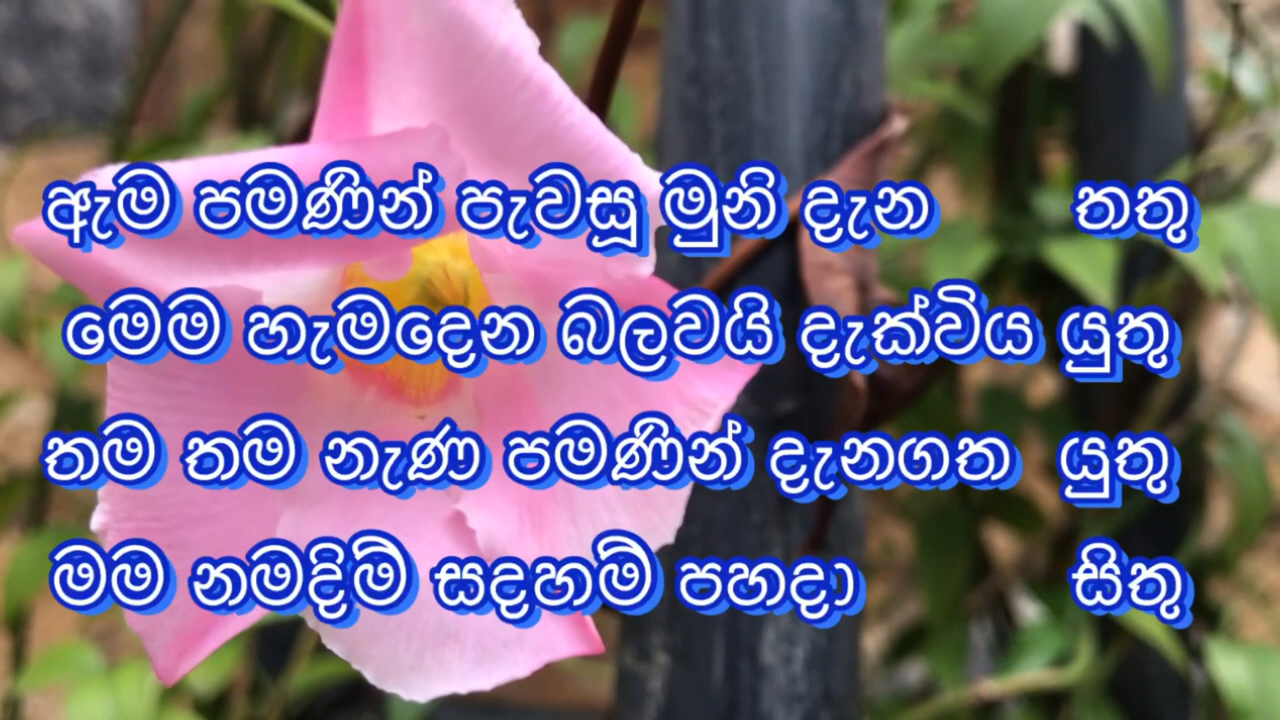 ඇම පමණින් පැවසූ මුනි දැන තතු
මෙම හැමදෙන බලවයි දැක්විය යුතු
තම තම නැණ පමණින් දැනගත යුතු
මම නමදිම් සදහම් පහදා සිතු